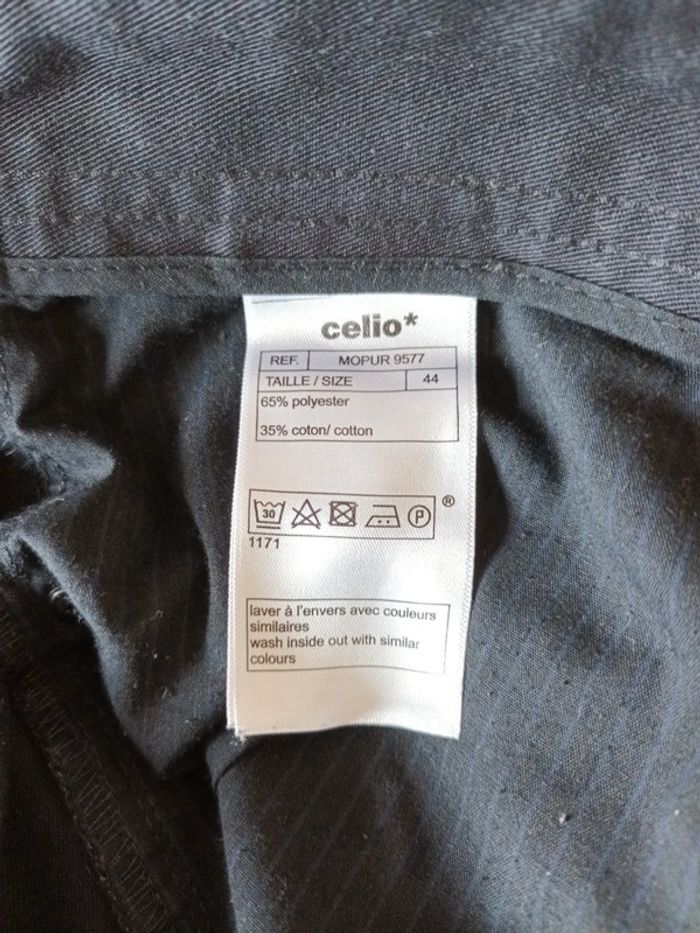 celio*
REF. MOPUR 9577
TAILLE / SIZE 44
65% polyester
35% coton/ cotton
30 P ®
1171
laver à l'envers avec couleurs
similaires
wash inside out with similar
colours